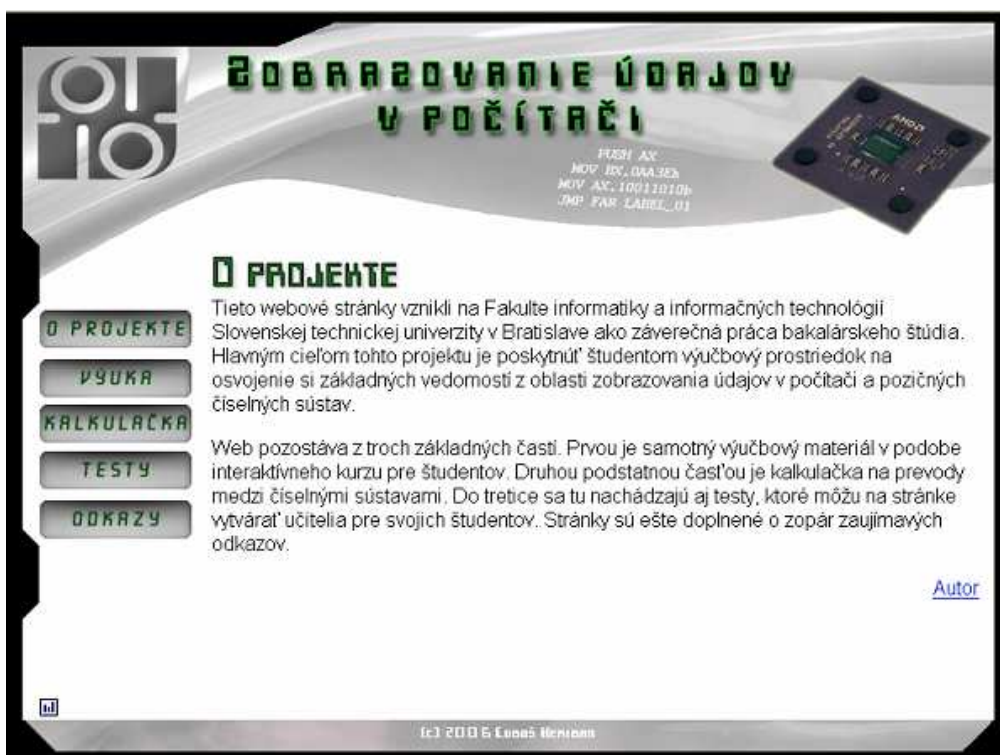 ZOBRAZOVANIE ÚDAJOV
V POČÍTAČI
AMD
PUSH AX
MOV BX,0AA3Eh
MOV AX,10011010b
JMP FAR LABEL_01
O PROJEKTE
Tieto webové stránky vznikli na Fakulte informatiky a informačných technológií
Slovenskej technickej univerzity v Bratislave ako záverečná práca bakalárskeho štúdia.
Hlavným cieľom tohto projektu je poskytnúť študentom výučbový prostriedok na
osvojenie si základných vedomostí z oblasti zobrazovania údajov v počítači a pozičných
číselných sústav.
Web pozostáva z troch základných častí. Prvou je samotný výučbový materiál v podobe
interaktívneho kurzu pre študentov. Druhou podstatnou časťou je kalkulačka na prevody
medzi číselnými sústavami. Do tretice sa tu nachádzajú aj testy, ktoré môžu na stránke
vytvárať učitelia pre svojich študentov. Stránky sú ešte doplnené o zopár zaujímavých
odkazov.
Autor
O PROJEKTE
VÝUKA
KALKULAČKA
TESTY
ODKAZY
(c) 2006